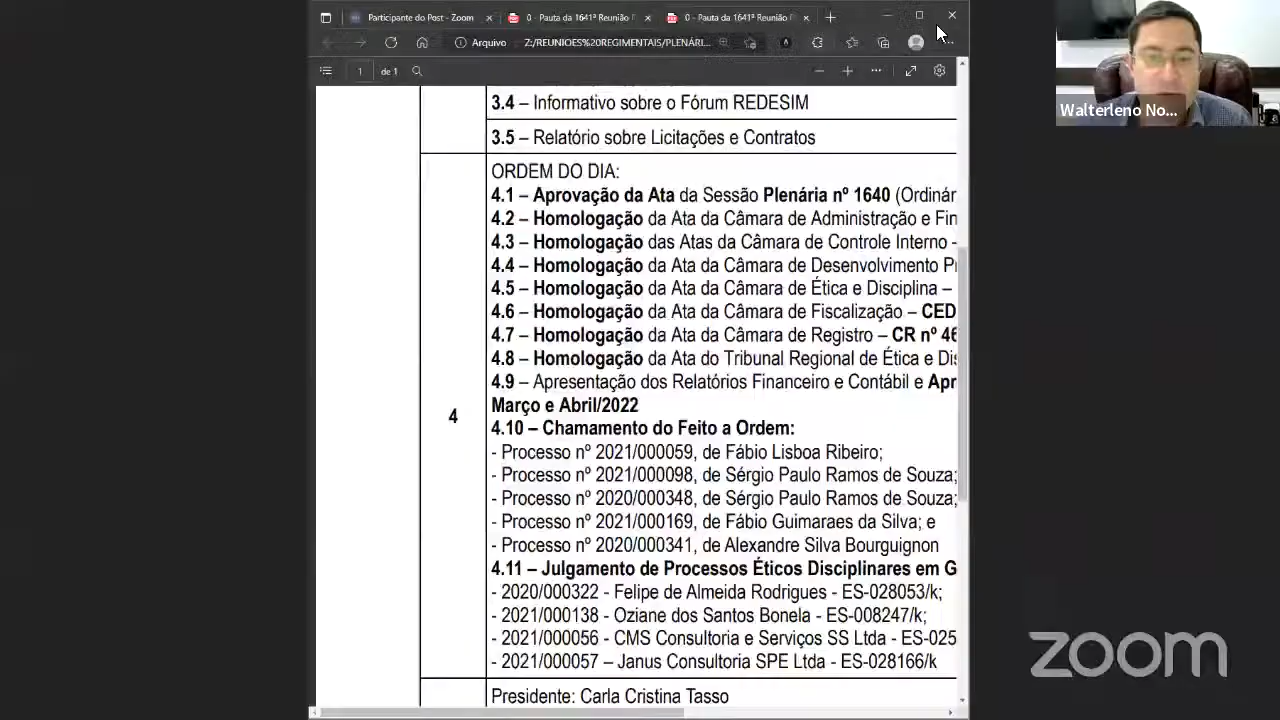 Participante do Post - Zoom
0 - Pauta da 1641ª Reunião
0 - Pauta da 1641ª Reunião
Arquivo
Z:/REUNIOES%20REGIMENTAIS/PLENÁRI...
1
de 1
3.4 – Informativo sobre o Fórum REDESIM
3.5 – Relatório sobre Licitações e Contratos
ORDEM DO DIA:
4.1 – Aprovação da Ata da Sessão Plenária nº 1640 (Ordinár
4.2 – Homologação da Ata da Câmara de Administração e Fin
4.3 – Homologação das Atas da Câmara de Controle Interno –
4.4 – Homologação da Ata da Câmara de Desenvolvimento P
4.5 – Homologação da Ata da Câmara de Ética e Disciplina –
4.6 – Homologação da Ata da Câmara de Fiscalização – CED
4.7 – Homologação da Ata da Câmara de Registro – CR nº 46
4.8 – Homologação da Ata do Tribunal Regional de Ética e Dis
4.9 – Apresentação dos Relatórios Financeiro e Contábil e Apr
Março e Abril/2022
4
4.10 – Chamamento do Feito a Ordem:
- Processo nº 2021/000059, de Fábio Lisboa Ribeiro;
- Processo nº 2021/000098, de Sérgio Paulo Ramos de Souza;
- Processo nº 2020/000348, de Sérgio Paulo Ramos de Souza;
- Processo nº 2021/000169, de Fábio Guimaraes da Silva; e
- Processo nº 2020/000341, de Alexandre Silva Bourguignon
4.11 – Julgamento de Processos Éticos Disciplinares em G
- 2020/000322 - Felipe de Almeida Rodrigues - ES-028053/k;
- 2021/000138 - Oziane dos Santos Bonela - ES-008247/k;
- 2021/000056 - CMS Consultoria e Serviços SS Ltda - ES-025
- 2021/000057 – Janus Consultoria SPE Ltda - ES-028166/k
Presidente: Carla Cristina Tasso
Walterleno No...
zoom